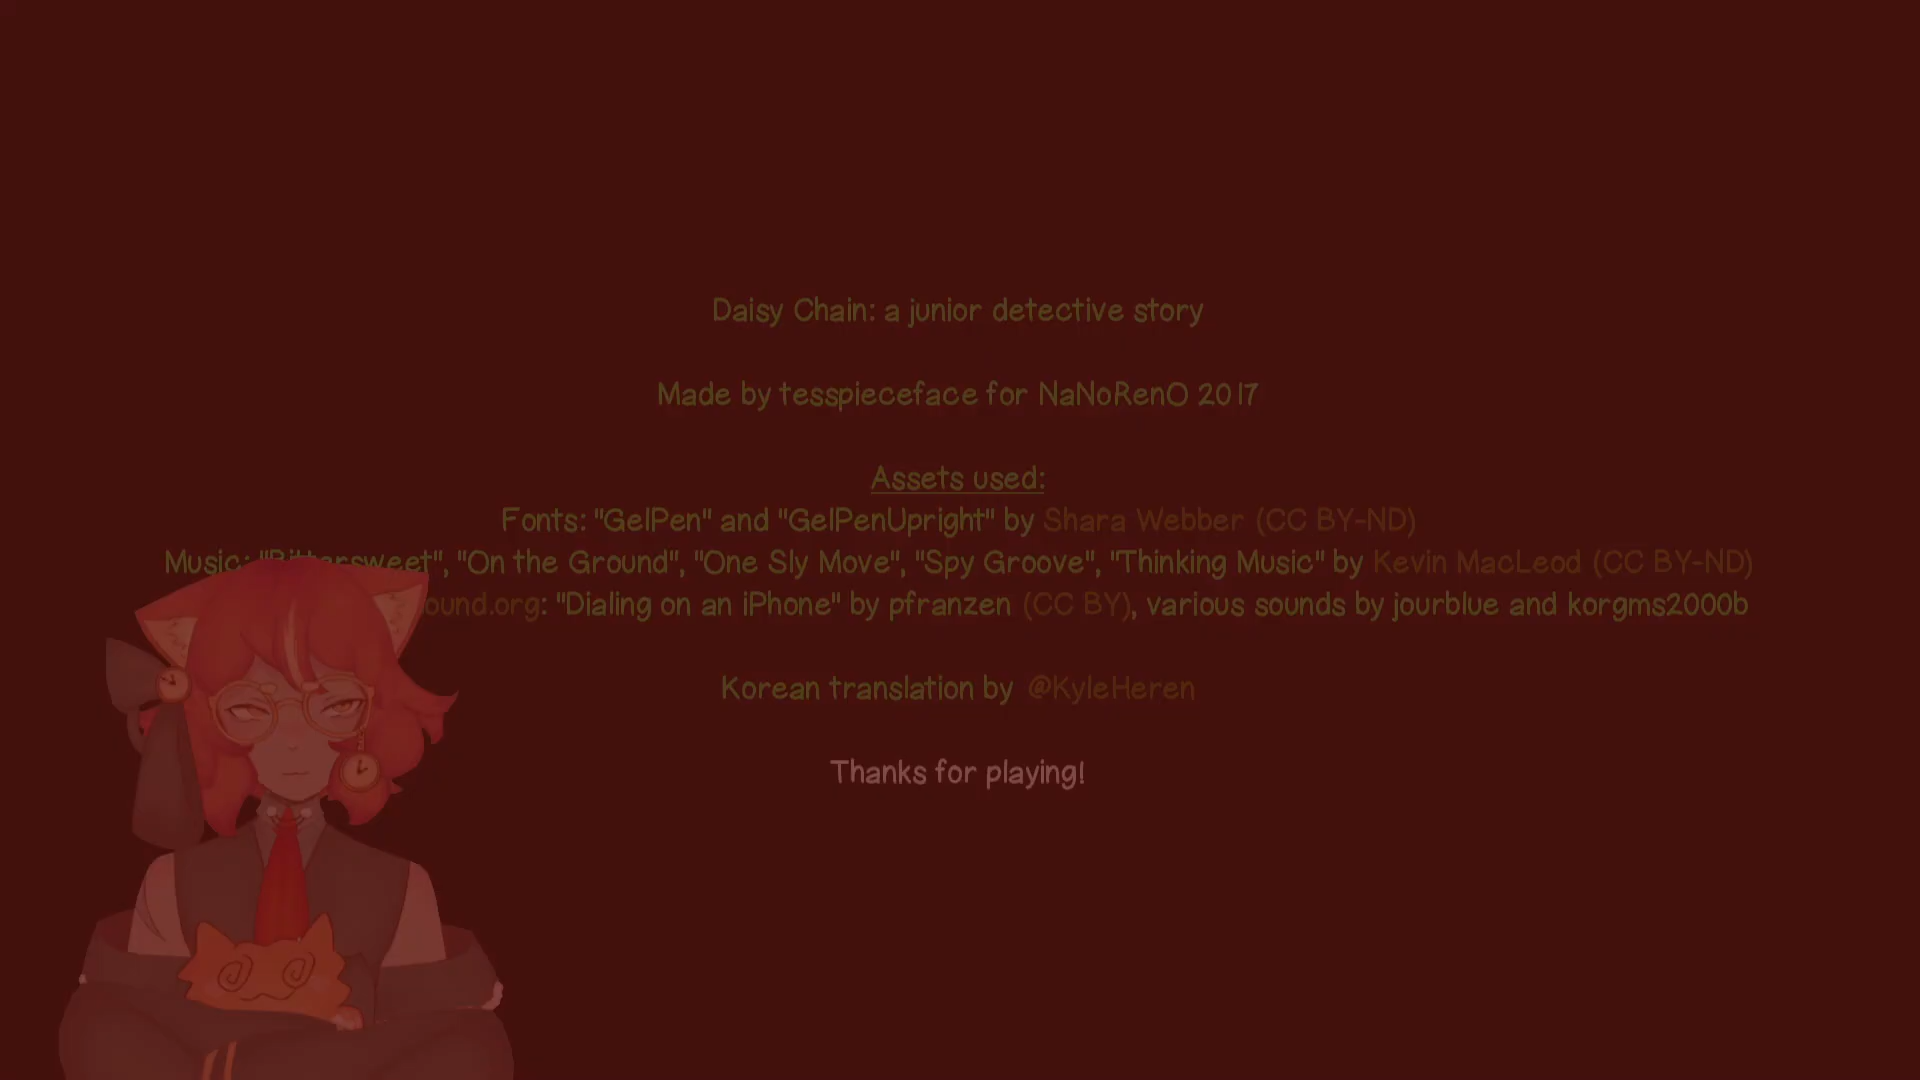 Daisy Chain: a junior detective story
Made by tesspieceface for NaNoRenO 2017
Assets used:
Fonts: "GelPen" and "GelPenUpright" by Shara Webber (CC BY-ND)
Music: "Bittersweet", "On the Ground", "One Sly Move", "Spy Groove", "Thinking Music" by Kevin MacLeod (CC BY-ND)
ound.org: "Dialing on an iPhone" by pfranzen (CC BY), various sounds by jourblue and korgms2000b
Korean translation by @KyleHeren
Thanks for playing!